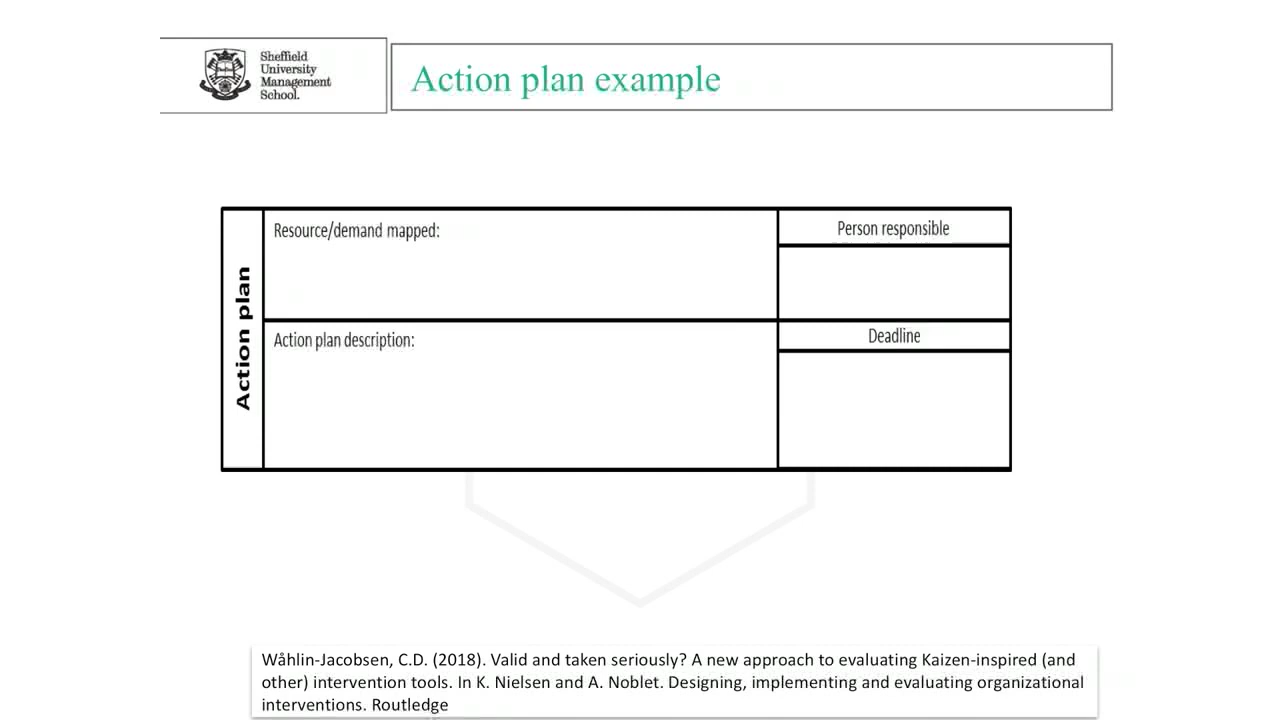 Sheffield
University
Management
School.
Action plan example
Action plan
Resource/demand mapped:
Person responsible
Action plan description:
Deadline
Wåhlin-Jacobsen, C.D. (2018). Valid and taken seriously? A new approach to evaluating Kaizen-inspired (and
other) intervention tools. In K. Nielsen and A. Noblet. Designing, implementing and evaluating organizational
interventions. Routledge